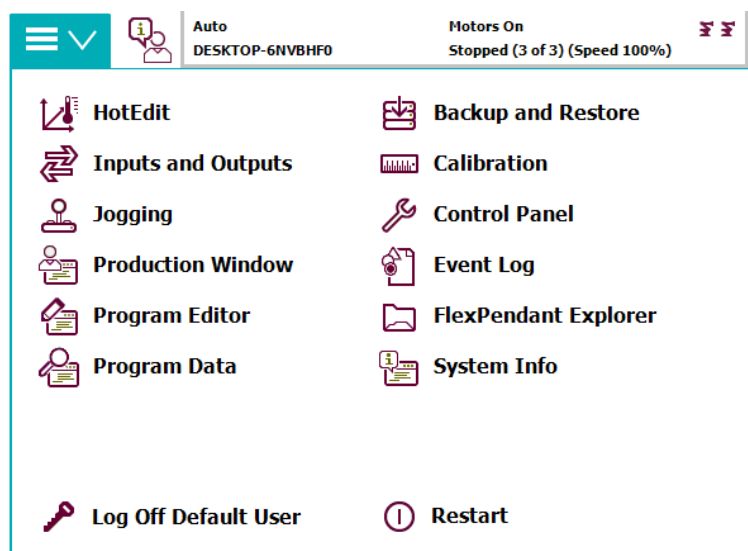 Auto
DESKTOP-6NVBHF0
Motors On
Stopped (3 of 3) (Speed 100%)
HotEdit
Inputs and Outputs
Jogging
Production Window
Program Editor
Program Data
Backup and Restore
Calibration
Control Panel
Event Log
FlexPendant Explorer
System Info
Log Off Default User
Restart